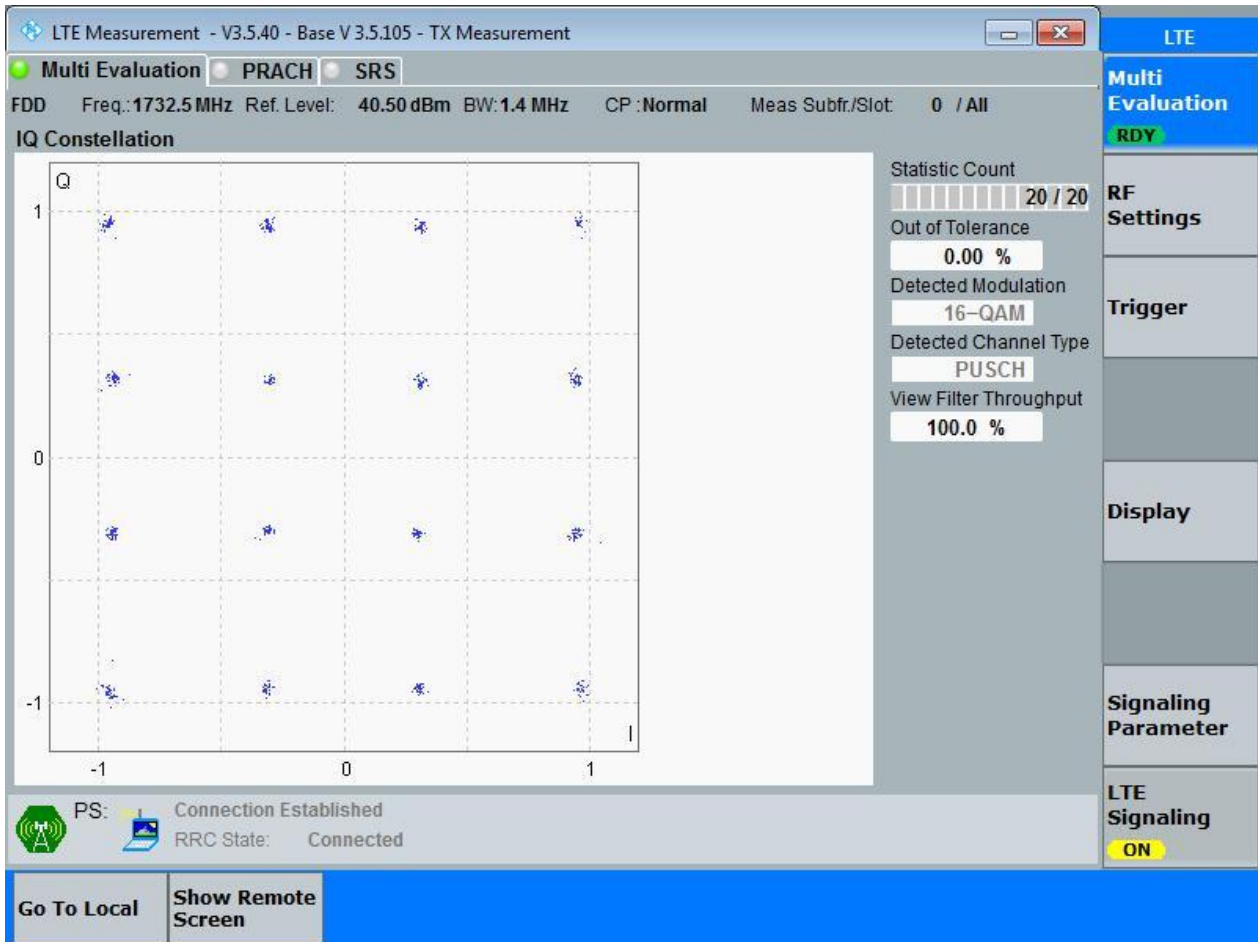 LTE Measurement - V3.5.40 - Base V 3.5.105 - TX Measurement
LTE
Multi Evaluation PRACH SRS
FDD Freq.: 1732.5 MHz Ref. Level: 40.50 dBm BW: 1.4 MHz CP : Normal Meas Subfr./Slot: 0 / All
IQ Constellation
Q
1
0
-1
I
-1 0 1
Statistic Count
20 / 20
Out of Tolerance
0.00 %
Detected Modulation
16-QAM
Detected Channel Type
PUSCH
View Filter Throughput
100.0 %
Multi
Evaluation
RDY
RF
Settings
Trigger
Display
Signaling
Parameter
LTE
Signaling
ON
PS: Connection Established
RRC State: Connected
Go To Local
Show Remote
Screen